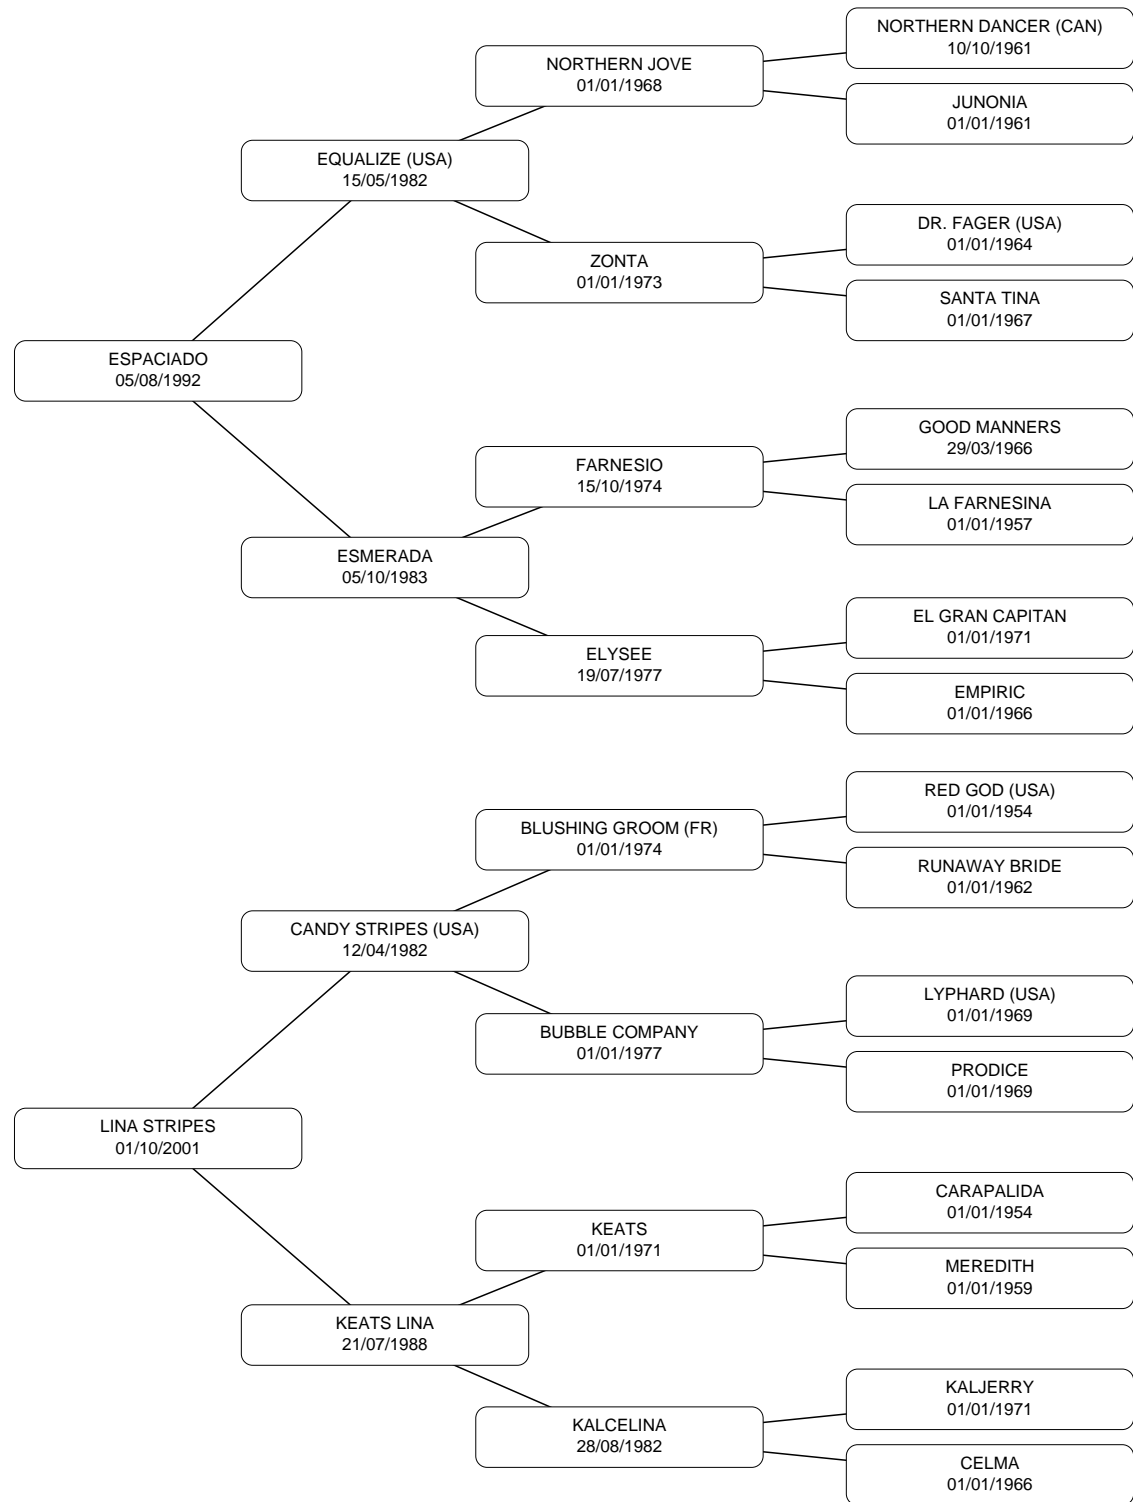 NORTHERN DANCER (CAN)
10/10/1961
NORTHERN JOVE
01/01/1968
JUNONIA
01/01/1961
EQUALIZE (USA)
15/05/1982
DR. FAGER (USA)
01/01/1964
ZONTA
01/01/1973
SANTA TINA
01/01/1967
ESPACIADO
05/08/1992
GOOD MANNERS
29/03/1966
FARNESIO
15/10/1974
LA FARNESINA
01/01/1957
ESMERADA
05/10/1983
EL GRAN CAPITAN
01/01/1971
ELYSEE
19/07/1977
EMPIRIC
01/01/1966
RED GOD (USA)
01/01/1954
BLUSHING GROOM (FR)
01/01/1974
RUNAWAY BRIDE
01/01/1962
CANDY STRIPES (USA)
12/04/1982
LYPHARD (USA)
01/01/1969
BUBBLE COMPANY
01/01/1977
PRODICE
01/01/1969
LINA STRIPES
01/10/2001
CARAPALIDA
01/01/1954
KEATS
01/01/1971
MEREDITH
01/01/1959
KEATS LINA
21/07/1988
KALJERRY
01/01/1971
KALCELINA
28/08/1982
CELMA
01/01/1966